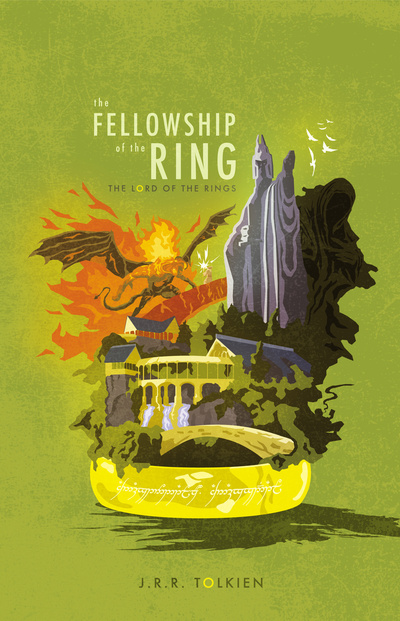 the
FELLOWSHIP
of the
RING
THE LORD OF THE RINGS
J.R.R. TOLKIEN